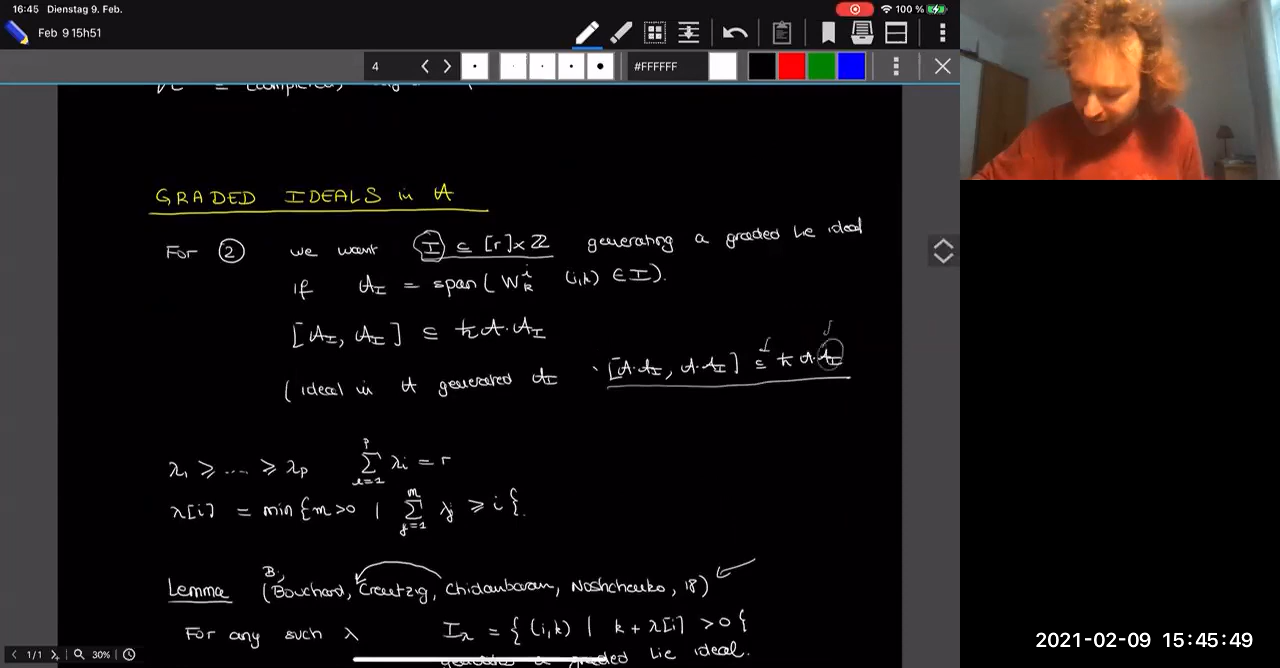 16:45 Dienstag 9. Feb.
100 %
Feb 9 15h51
4
#FFFFFF
GRADED IDEALS in A
For ② we want I ⊆ [r]×ℤ generating a graded Lie ideal
if A_I = span( W^i_k (i,k) ∈ I).
[A_I, A_I] ⊆ ħ A·A_I
(ideal in A generated A_I · [A·A_I, A·A_I] ⊆ ħ A·A_I
λ_1 ≥ .... ≥ λ_p ∑_{l=1}^{p} λ_i = r
λ[i] = min{ m>0 | ∑_{j=1}^{m} λ_j ≥ i }.
Lemma (B., Bouchard, Creutzig, Chidambaram, Noshchenko, 18)
For any such λ I_λ = { (i,k) | k + λ[i] > 0 }
generates a graded Lie ideal.
1/1
30%
2021-02-09 15:45:49